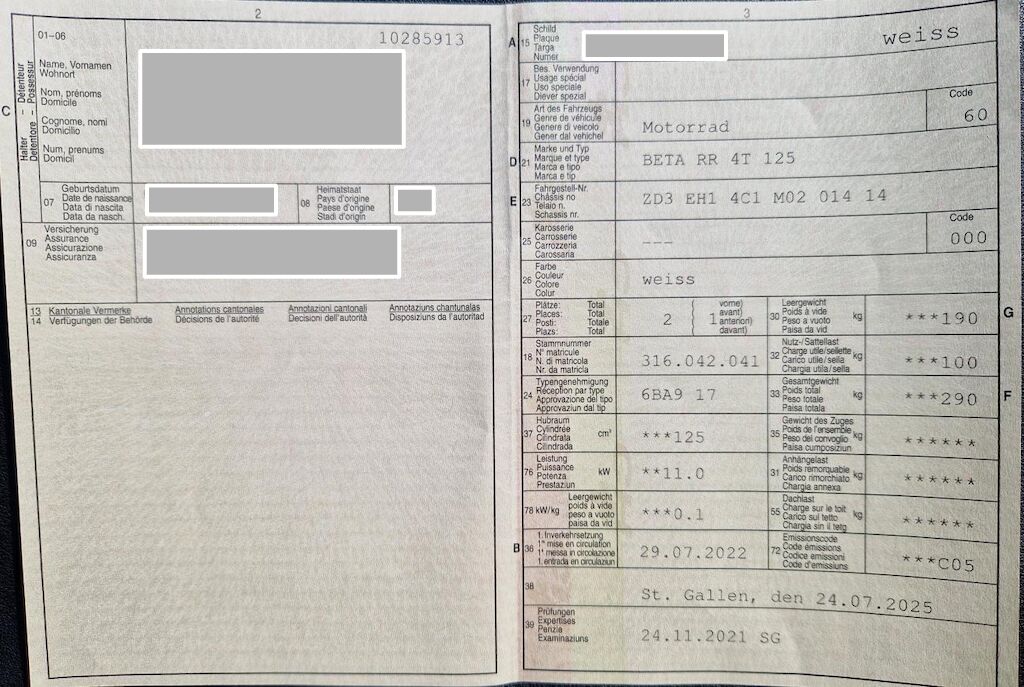 2
01-06
10285913
C
Halter – Détenteur
Detentore – Possessur
Name, Vornamen
Wohnort
Nom, prénoms
Domicile
Cognome, nomi
Domicilio
Num, prenums
Domicil
07
Geburtsdatum
Date de naissance
Data di nascita
Data da nasch.
08
Heimatstaat
Pays d'origine
Paese d'origine
Stadi d'origin
09
Versicherung
Assurance
Assicurazione
Assicuranza
13 Kantonale Vermerke Annotations cantonales Annotazioni cantonali Annotaziuns chantunalas
14 Verfügungen der Behörde Décisions de l'autorité Decisioni dell'autorità Disposiziuns da l'autoritad
3
A 15
Schild
Plaque
Targa
Numer
weiss
17
Bes. Verwendung
Usage spécial
Uso speciale
Diever spezial
19
Art des Fahrzeugs
Genre de véhicule
Genere di veicolo
Gener dal vehichel
Motorrad
Code
60
D 21
Marke und Typ
Marque et type
Marca e tipo
Marca e tip
BETA RR 4T 125
E 23
Fahrgestell-Nr.
Châssis no
Telaio n.
Schassis nr.
ZD3 EH1 4C1 M02 014 14
25
Karosserie
Carrosserie
Carrozzeria
Carossaria
---
Code
000
26
Farbe
Couleur
Colore
Colur
weiss
27
Plätze: Total
Places: Total
Posti: Totale
Plazs: Total
2 ( 1
vorne)
avant)
anteriori)
davant)
30
Leergewicht
Poids à vide
Peso a vuoto
Paisa da vid
kg
***190
G
18
Stammnummer
N° matricule
N. di matricola
Nr. da matricla
316.042.041
32
Nutz-/Sattellast
Charge utile/sellette
Carico utile/sella
Chargia utila/sella
kg
***100
24
Typengenehmigung
Réception par type
Approvazione del tipo
Approvaziun dal tip
6BA9 17
33
Gesamtgewicht
Poids total
Peso totale
Paisa totala
kg
***290
F
37
Hubraum
Cylindrée
Cilindrata
Cilindrada
cm³
***125
35
Gewicht des Zuges
Poids de l'ensemble
Peso del convoglio
Paisa cumposiziun
kg
******
76
Leistung
Puissance
Potenza
Prestaziun
kW
**11.0
31
Anhängelast
Poids remorquable
Carico rimorchiato
Chargia annexa
kg
******
78 kW/kg
Leergewicht
poids à vide
peso a vuoto
paisa da vid
***0.1
55
Dachlast
Charge sur le toit
Carico sul tetto
Chargia sin il tetg
kg
******
B 36
1. Inverkehrsetzung
1re mise en circulation
1a messa in circolazione
1. entrada en circulaziun
29.07.2022
72
Emissionscode
Code émissions
Codice emissioni
Code d'emissiuns
***C05
38
St. Gallen, den 24.07.2025
39
Prüfungen
Expertises
Perizie
Examinaziuns
24.11.2021 SG